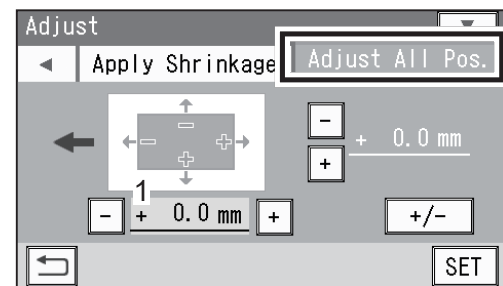 Adjust
Apply Shrinkage
Adjust All Pos.
- + 0.0 mm
+
1
- + 0.0 mm +
+/-
SET